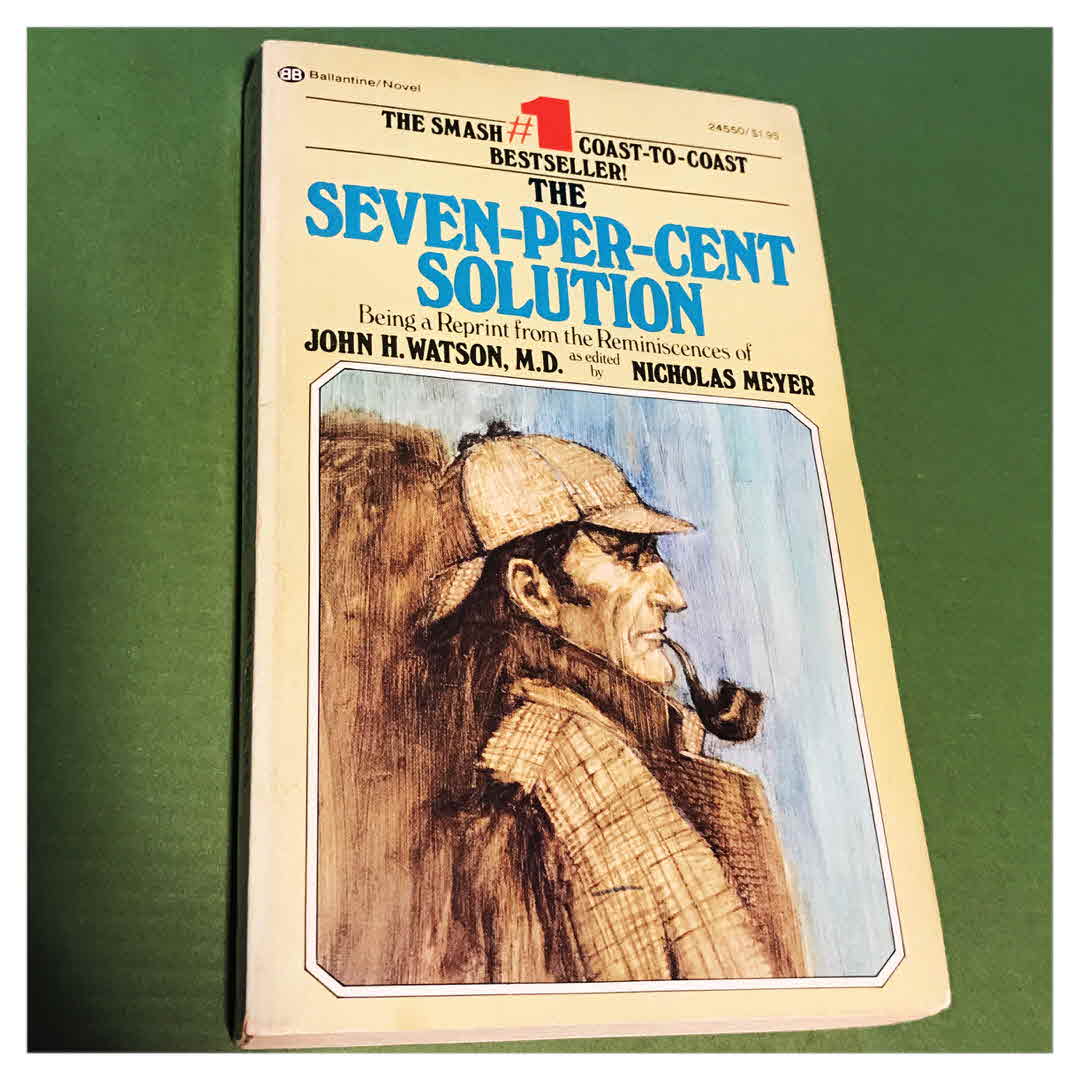 BB Ballantine/Novel
24550/$1.95
THE SMASH #1 COAST-TO-COAST
BESTSELLER!
THE
SEVEN-PER-CENT
SOLUTION
Being a Reprint from the Reminiscences of
JOHN H. WATSON, M.D. as edited by NICHOLAS MEYER